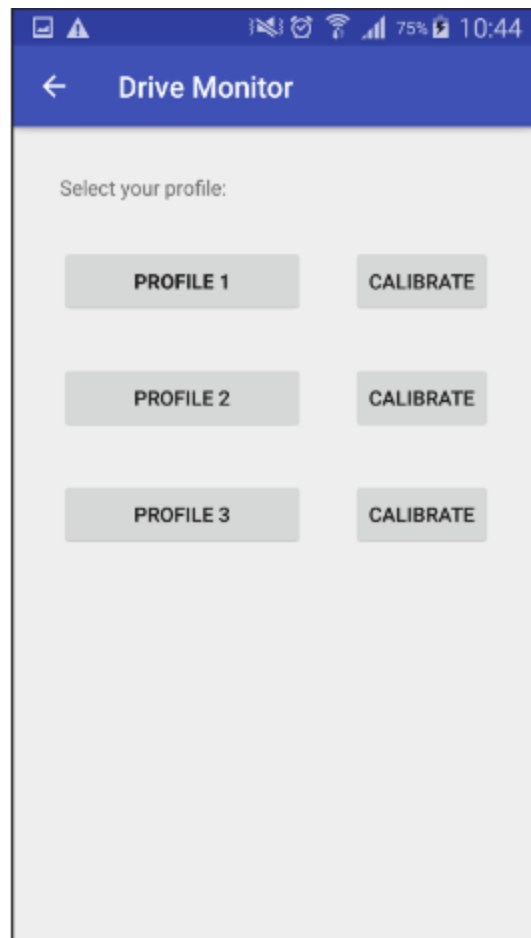 75% 10:44
Drive Monitor
Select your profile:
PROFILE 1 CALIBRATE
PROFILE 2 CALIBRATE
PROFILE 3 CALIBRATE